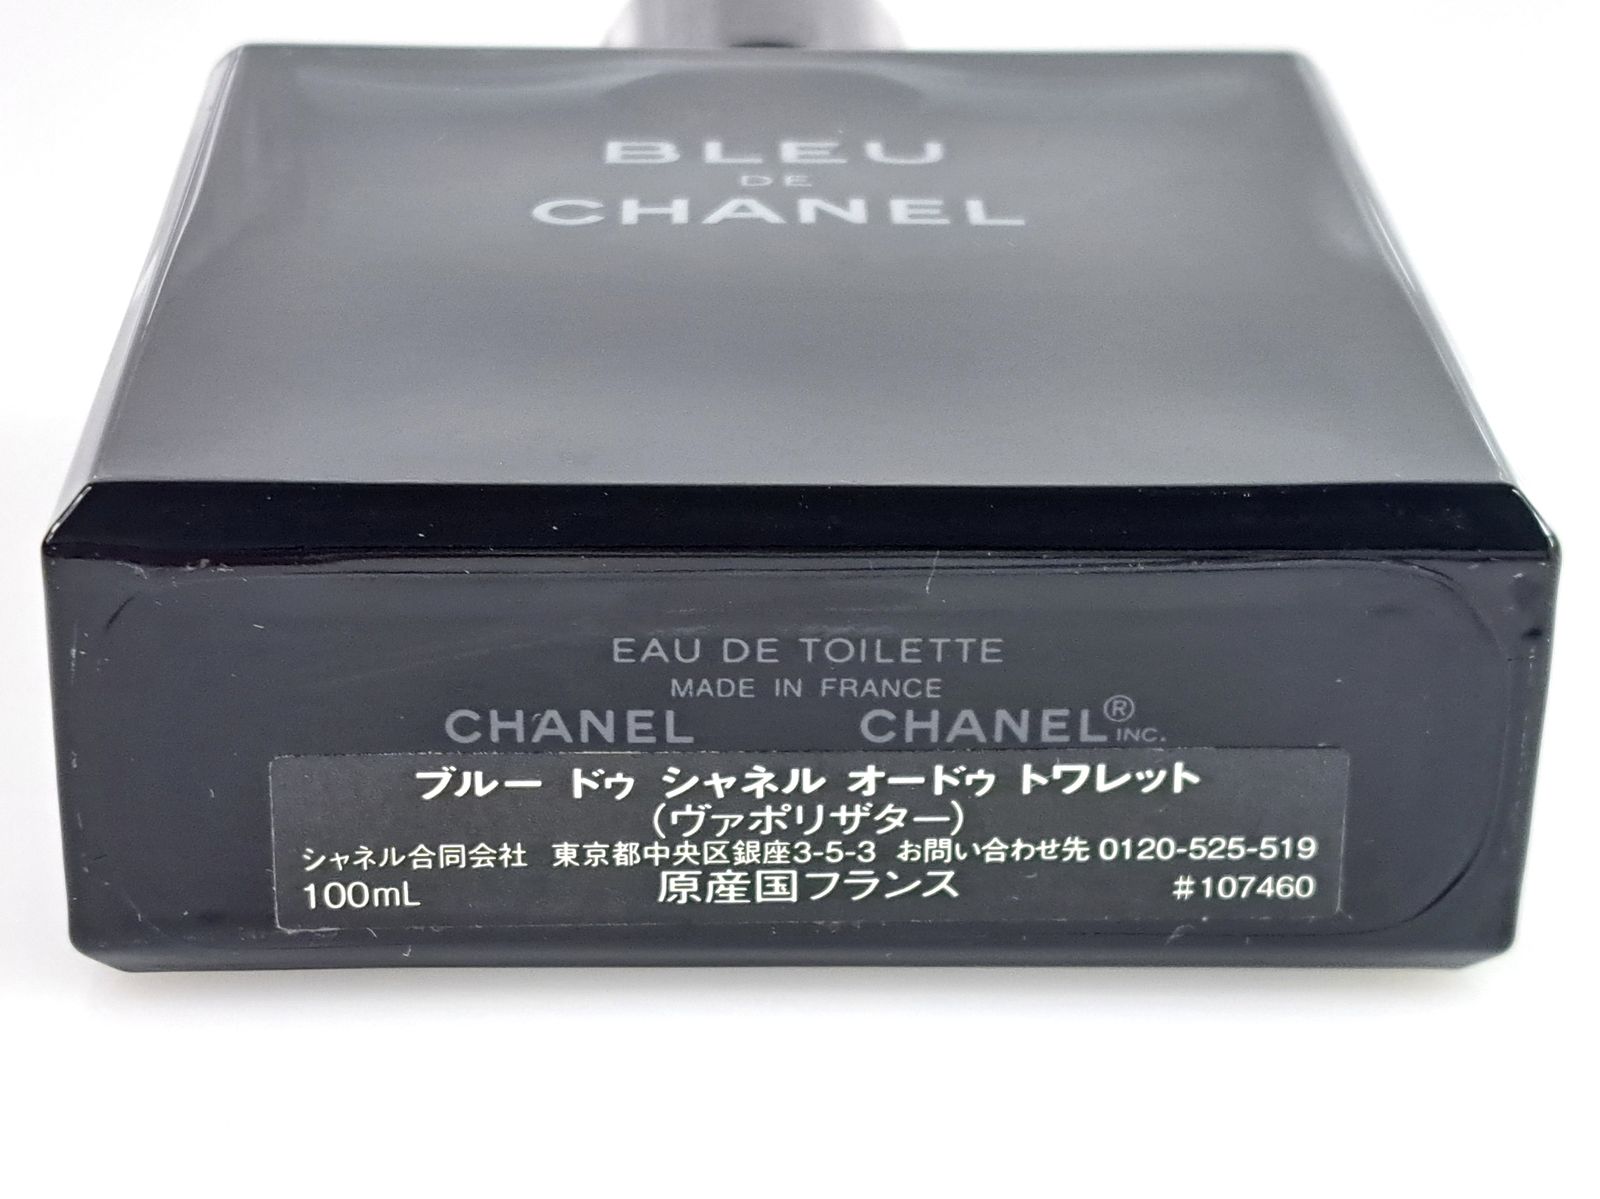 BLEU
DE
CHANEL
EAU DE TOILETTE
MADE IN FRANCE
CHANEL CHANEL® INC.
ブルー ドゥ シャネル オードゥ トワレット
(ヴァポリザター)
シャネル合同会社 東京都中央区銀座3-5-3 お問い合わせ先 0120-525-519
100mL 原産国フランス #107460